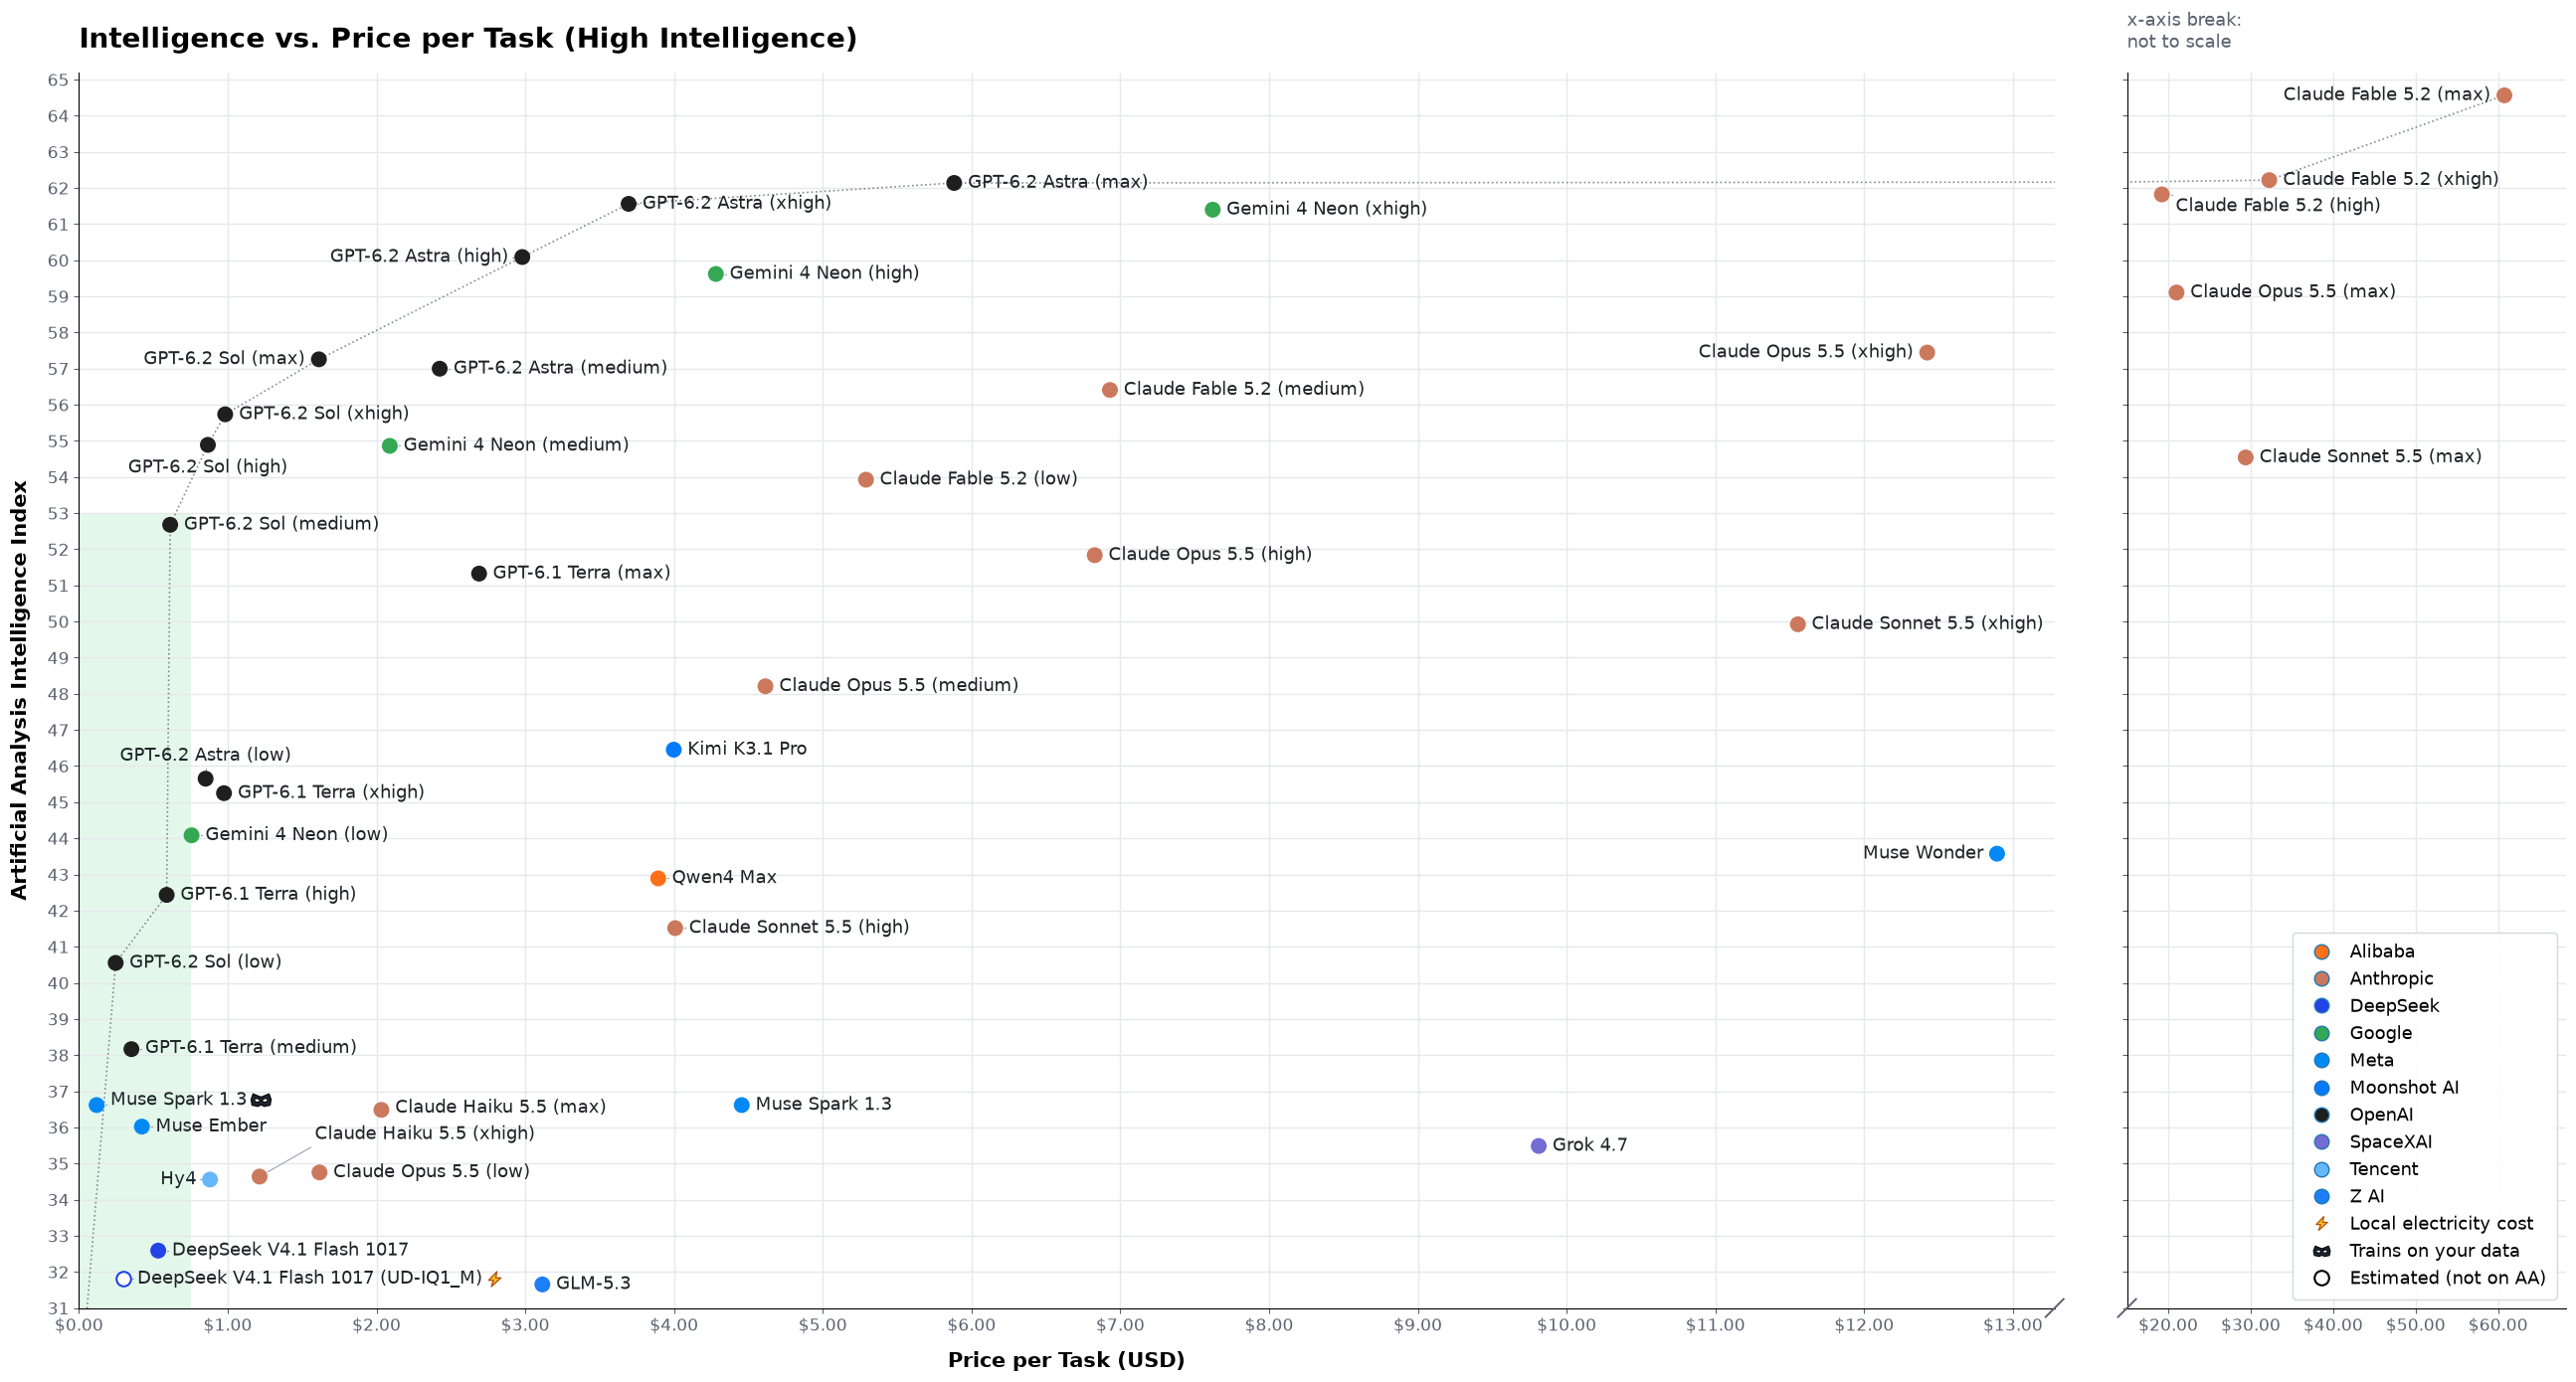 Intelligence vs. Price per Task (High Intelligence)
x-axis break:
not to scale
Artificial Analysis Intelligence Index
65
64
63
62
61
60
59
58
57
56
55
54
53
52
51
50
49
48
47
46
45
44
43
42
41
40
39
38
37
36
35
34
33
32
31
Claude Fable 5.2 (max)
GPT-6.2 Astra (max)
Claude Fable 5.2 (xhigh)
GPT-6.2 Astra (xhigh)
Gemini 4 Neon (xhigh)
Claude Fable 5.2 (high)
GPT-6.2 Astra (high)
Gemini 4 Neon (high)
Claude Opus 5.5 (max)
GPT-6.2 Sol (max)
GPT-6.2 Astra (medium)
Claude Opus 5.5 (xhigh)
Claude Fable 5.2 (medium)
GPT-6.2 Sol (xhigh)
Gemini 4 Neon (medium)
GPT-6.2 Sol (high)
Claude Fable 5.2 (low)
Claude Sonnet 5.5 (max)
GPT-6.2 Sol (medium)
Claude Opus 5.5 (high)
GPT-6.1 Terra (max)
Claude Sonnet 5.5 (xhigh)
Claude Opus 5.5 (medium)
Kimi K3.1 Pro
GPT-6.2 Astra (low)
GPT-6.1 Terra (xhigh)
Gemini 4 Neon (low)
Muse Wonder
Qwen4 Max
GPT-6.1 Terra (high)
Claude Sonnet 5.5 (high)
GPT-6.2 Sol (low)
GPT-6.1 Terra (medium)
Muse Spark 1.3
Claude Haiku 5.5 (max)
Muse Spark 1.3
Muse Ember
Claude Haiku 5.5 (xhigh)
Grok 4.7
Hy4
Claude Opus 5.5 (low)
DeepSeek V4.1 Flash 1017
DeepSeek V4.1 Flash 1017 (UD-IQ1_M)
GLM-5.3
Alibaba
Anthropic
DeepSeek
Google
Meta
Moonshot AI
OpenAI
SpaceXAI
Tencent
Z AI
Local electricity cost
Trains on your data
Estimated (not on AA)
$0.00 $1.00 $2.00 $3.00 $4.00 $5.00 $6.00 $7.00 $8.00 $9.00 $10.00 $11.00 $12.00 $13.00 $20.00 $30.00 $40.00 $50.00 $60.00
Price per Task (USD)